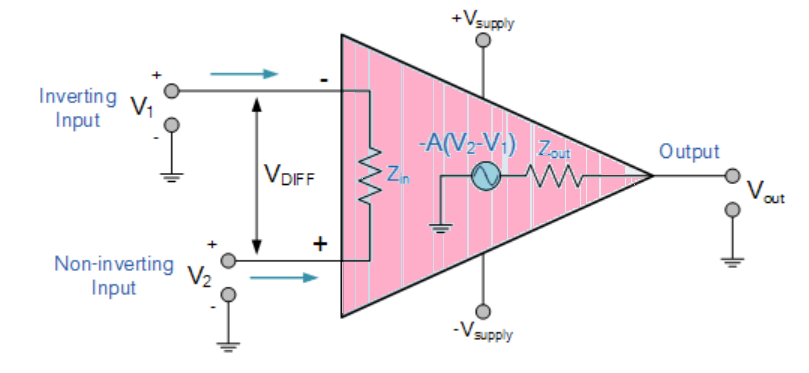 +Vsupply
Inverting
Input
+
V1
-
-
VDIFF
Zin
-A(V2-V1)
Zout
Output
Vout
Non-inverting
Input
+
V2
-
+
-Vsupply